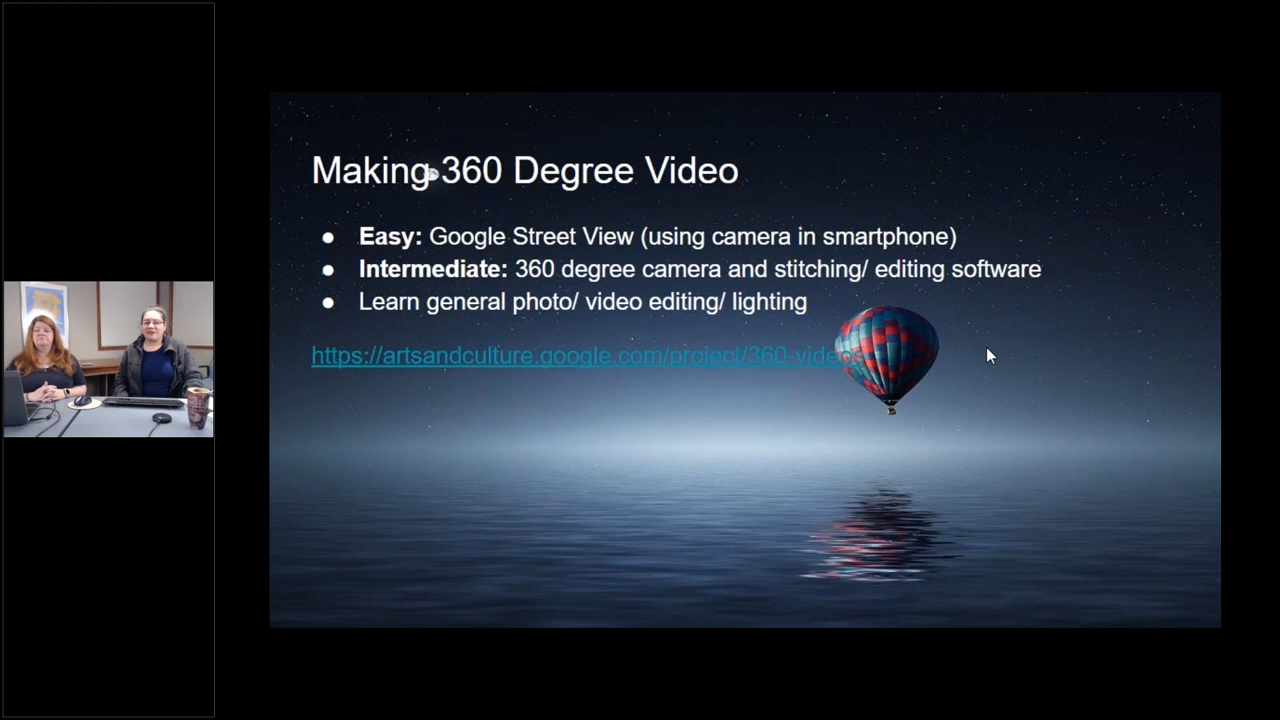 Making 360 Degree Video
● Easy: Google Street View (using camera in smartphone)
● Intermediate: 360 degree camera and stitching/ editing software
● Learn general photo/ video editing/ lighting
https://artsandculture.google.com/project/360-videos